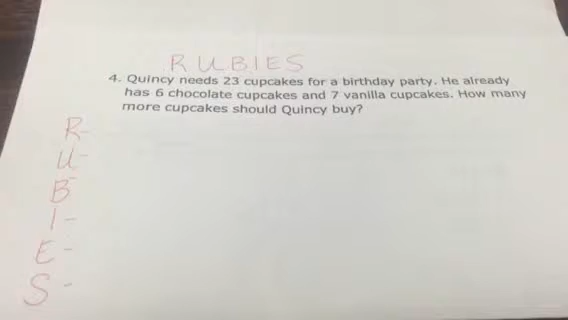 RUBIES
4. Quincy needs 23 cupcakes for a birthday party. He already
has 6 chocolate cupcakes and 7 vanilla cupcakes. How many
more cupcakes should Quincy buy?
R-
U-
B-
I-
E-
S-